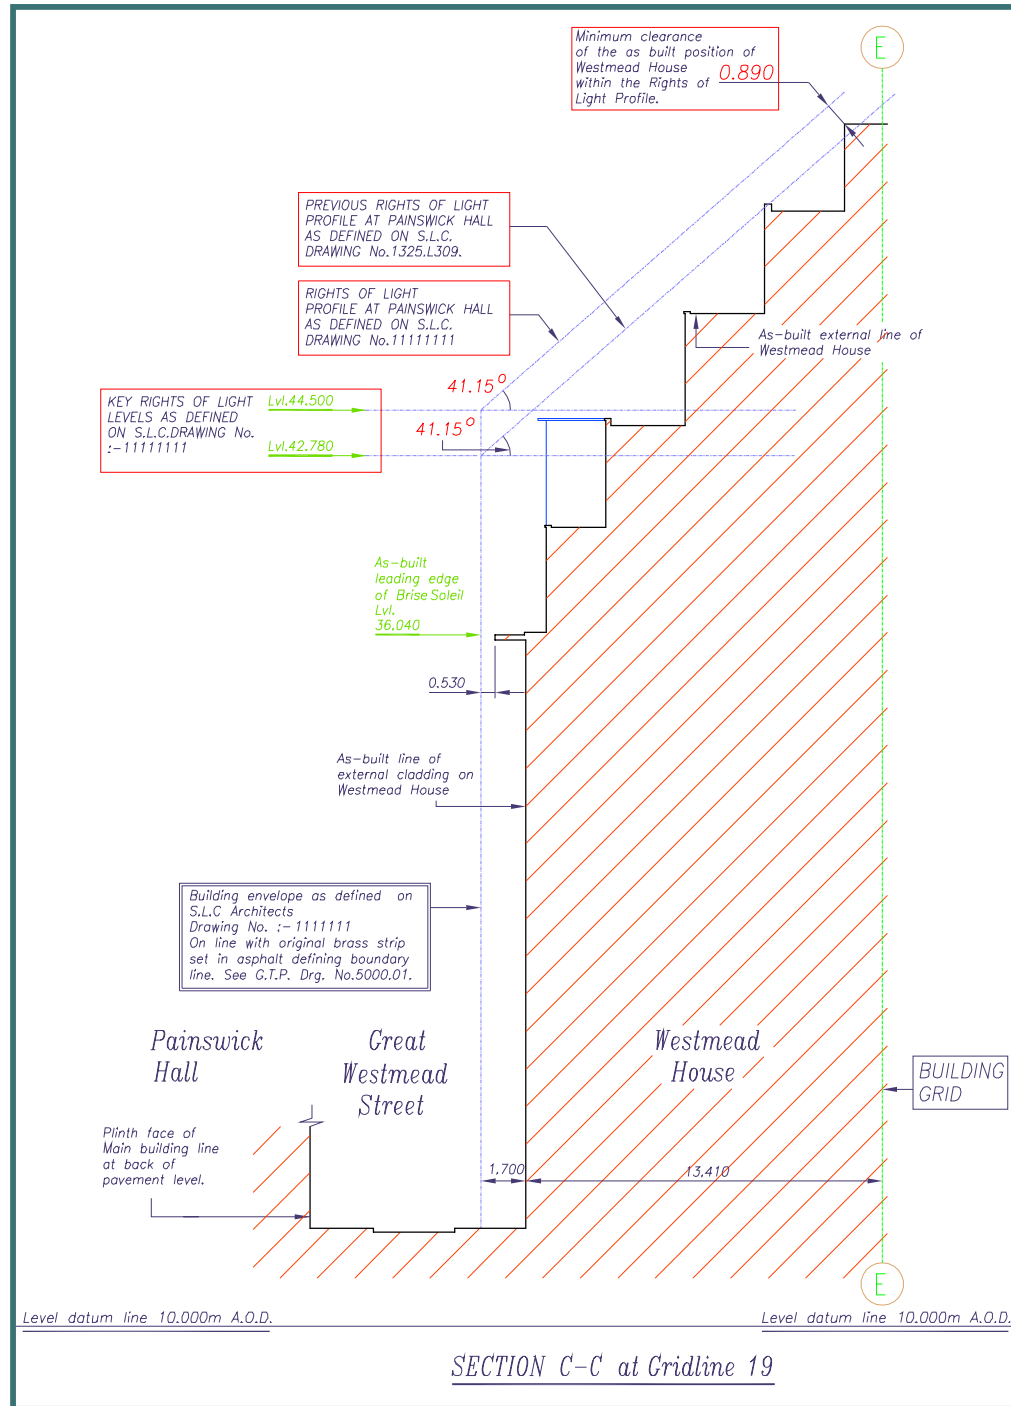 Minimum clearance
of the as built position of
Westmead House
within the Rights of
Light Profile.
0.890
E
PREVIOUS RIGHTS OF LIGHT
PROFILE AT PAINSWICK HALL
AS DEFINED ON S.L.C.
DRAWING No.1325.L309.
RIGHTS OF LIGHT
PROFILE AT PAINSWICK HALL
AS DEFINED ON S.L.C.
DRAWING No.11111111
As-built external line of
Westmead House
41.15°
KEY RIGHTS OF LIGHT
LEVELS AS DEFINED
ON S.L.C.DRAWING No.
:-11111111
Lvl.44.500
41.15°
Lvl.42.780
As-built
leading edge
of Brise Soleil
Lvl.
36,040
0.530
As-built line of
external cladding on
Westmead House
Building envelope as defined on
S.L.C Architects
Drawing No. :- 1111111
On line with original brass strip
set in asphalt defining boundary
line. See G.T.P. Drg. No.5000.01.
Painswick
Hall
Great
Westmead
Street
Westmead
House
BUILDING
GRID
Plinth face of
Main building line
at back of
pavement level.
1,700
13,410
E
Level datum line 10.000m A.O.D.
Level datum line 10.000m A.O.D.
SECTION C-C at Gridline 19